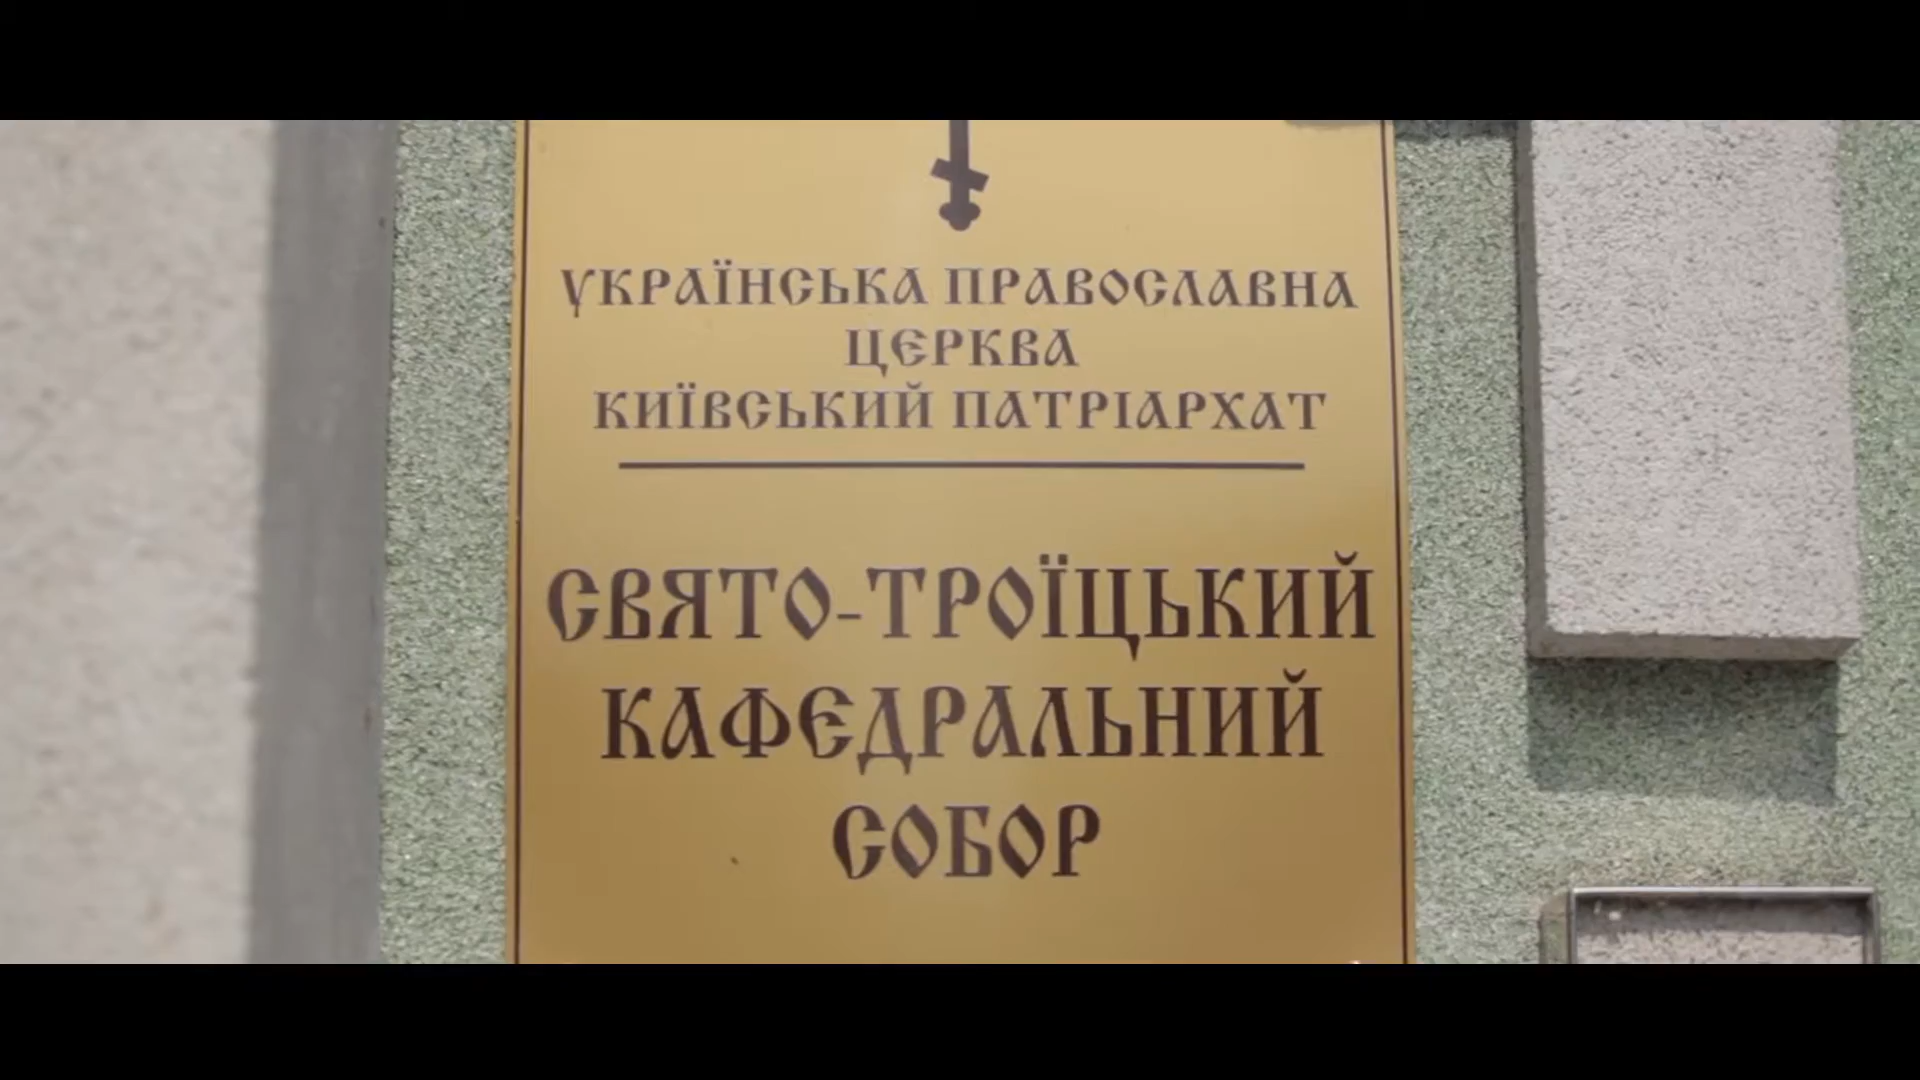 УКРАЇНСЬКА ПРАВОСЛАВНА
ЦЕРКВА
КИЇВСЬКИЙ ПАТРІАРХАТ
СВЯТО-ТРОЇЦЬКИЙ
КАФЕДРАЛЬНИЙ
СОБОР